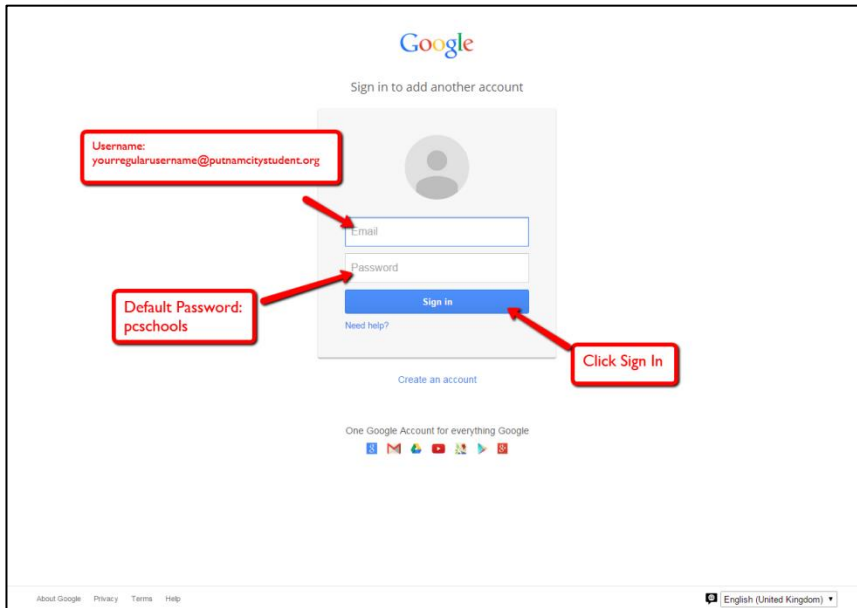 Google
Sign in to add another account
Username:
yourregularusername@putnamcitystudent.org
Email
Password
Default Password:
pcschools
Sign in
Need help?
Click Sign In
Create an account
One Google Account for everything Google
About Google Privacy Terms Help
English (United Kingdom)